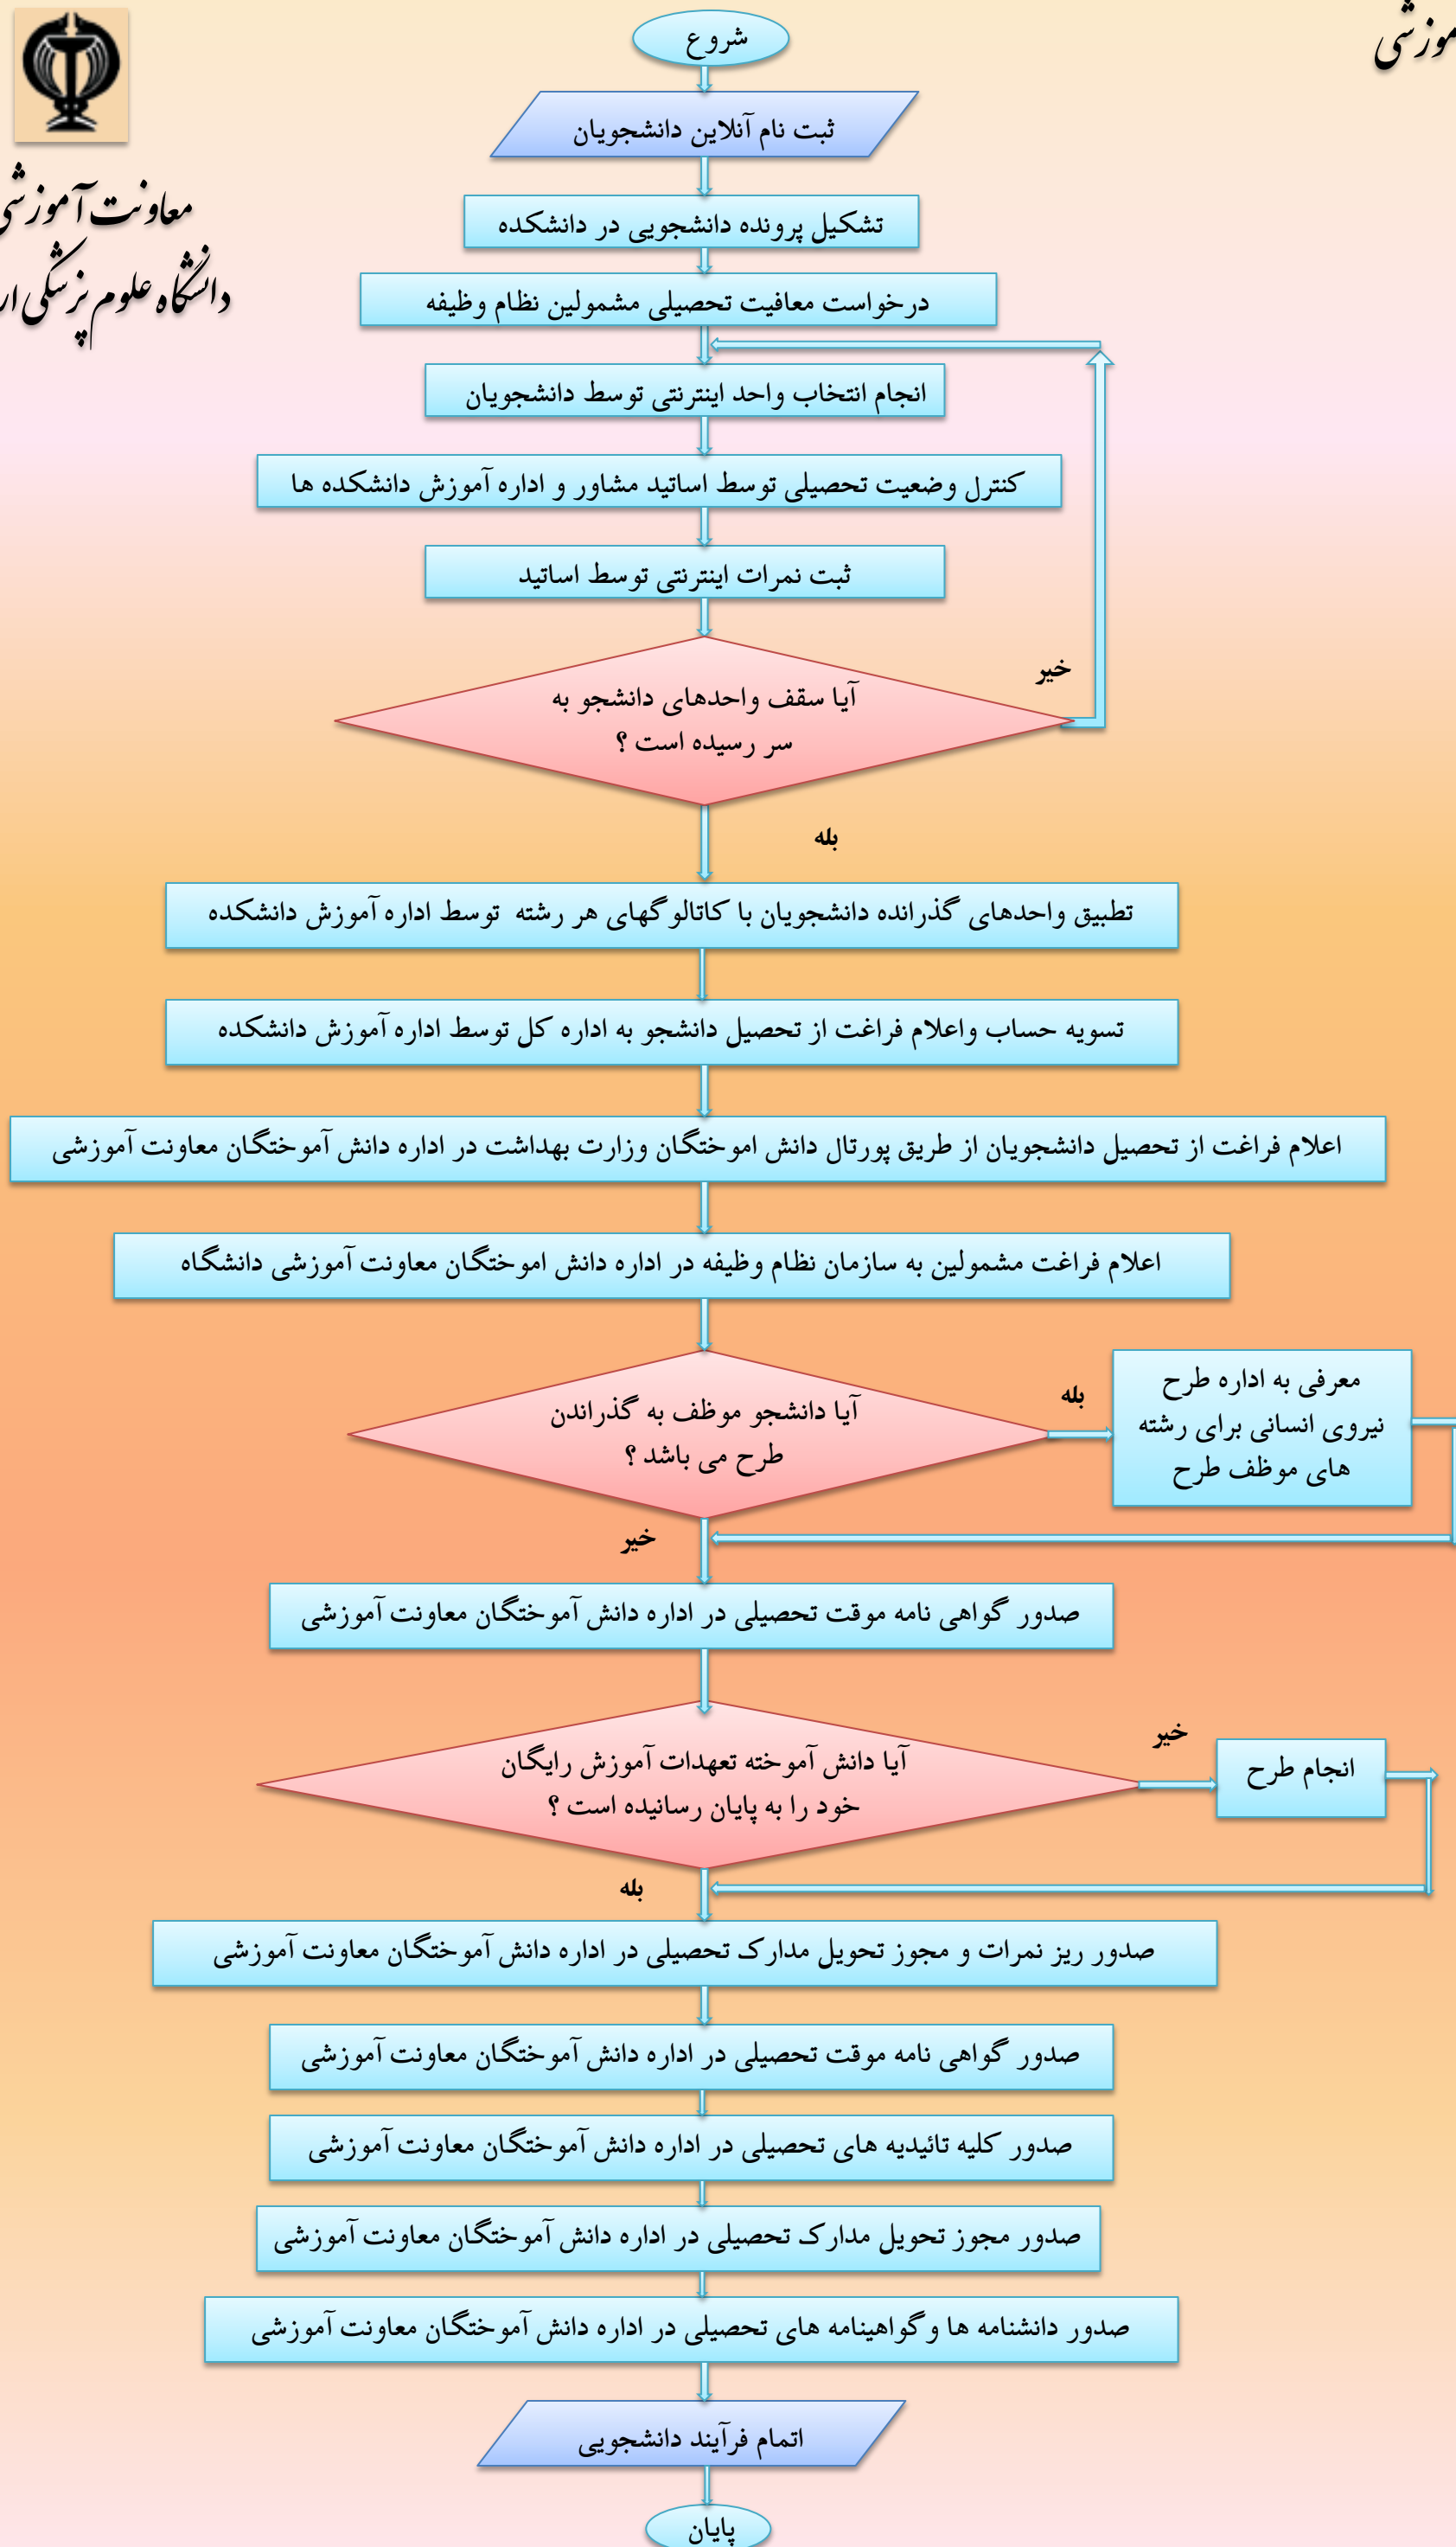 شروع
ثبت نام آنلاین دانشجویان
معاونت آموزشی
دانشگاه علوم پزشکی
تشکیل پرونده دانشجویی در دانشکده
درخواست معافیت تحصیلی مشمولین نظام وظیفه
انجام انتخاب واحد اینترنتی توسط دانشجویان
کنترل وضعیت تحصیلی توسط اساتید مشاور و اداره آموزش دانشکده ها
ثبت نمرات اینترنتی توسط اساتید
آیا سقف واحدهای دانشجو به
سر رسیده است ؟
خیر
بله
تطبیق واحدهای گذرانده دانشجویان با کاتالوگهای هر رشته توسط اداره آموزش دانشکده
تسویه حساب واعلام فراغت از تحصیل دانشجو به اداره کل توسط اداره آموزش دانشکده
اعلام فراغت از تحصیل دانشجویان از طریق پورتال دانش اموختگان وزارت بهداشت در اداره دانش آموختگان معاونت آموزشی
اعلام فراغت مشمولین به سازمان نظام وظیفه در اداره دانش اموختگان معاونت آموزشی دانشگاه
آیا دانشجو موظف به گذراندن
طرح می باشد ؟
بله
معرفی به اداره طرح
نیروی انسانی برای رشته
های موظف طرح
خیر
صدور گواهی نامه موقت تحصیلی در اداره دانش آموختگان معاونت آموزشی
آیا دانش آموخته تعهدات آموزش رایگان
خود را به پایان رسانیده است ؟
خیر
انجام طرح
بله
صدور ریز نمرات و مجوز تحویل مدارک تحصیلی در اداره دانش آموختگان معاونت آموزشی
صدور گواهی نامه موقت تحصیلی در اداره دانش آموختگان معاونت آموزشی
صدور کلیه تائیدیه های تحصیلی در اداره دانش آموختگان معاونت آموزشی
صدور مجوز تحویل مدارک تحصیلی در اداره دانش آموختگان معاونت آموزشی
صدور دانشنامه ها وگواهینامه های تحصیلی در اداره دانش آموختگان معاونت آموزشی
اتمام فرآیند دانشجویی
پایان